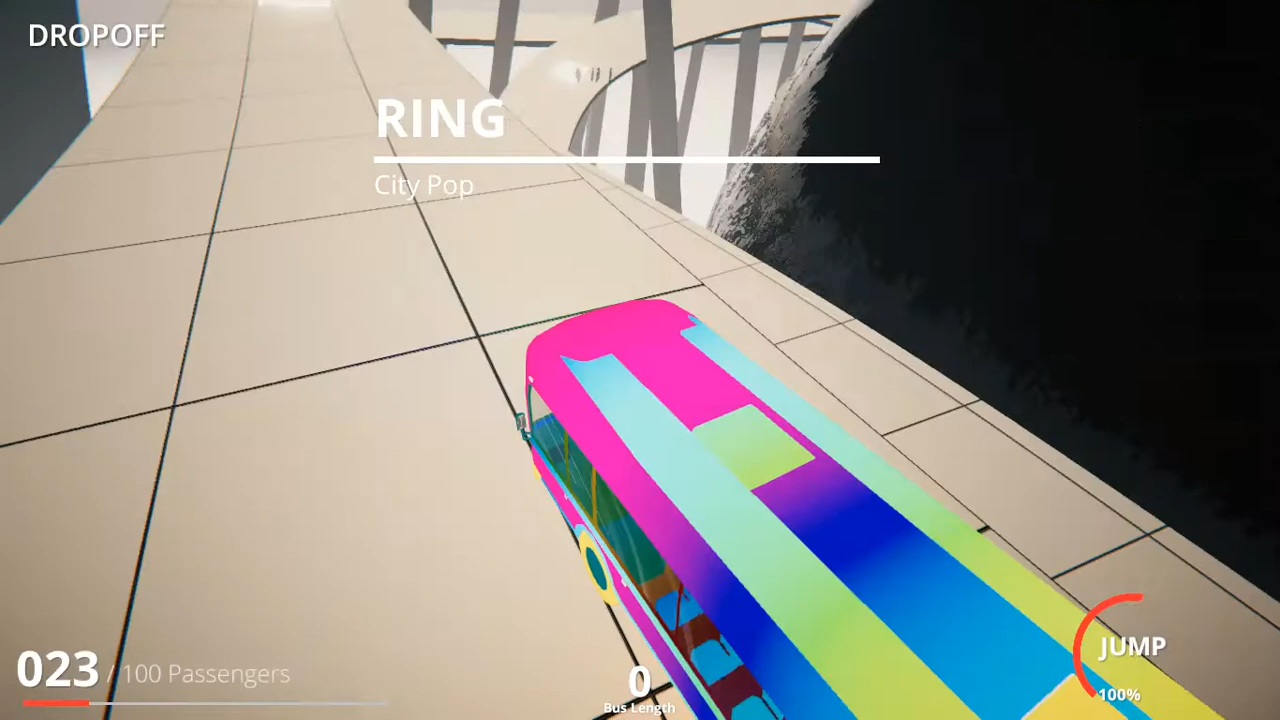 DROPOFF
RING
City Pop
023 / 100 Passengers
0
Bus Length
JUMP
100%